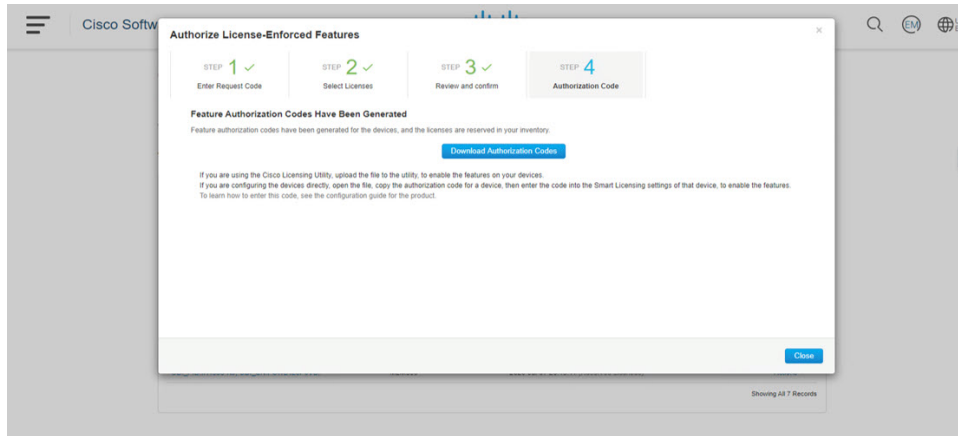 Cisco Softw
EM
Authorize License-Enforced Features
×
STEP 1 ✓
STEP 2 ✓
STEP 3 ✓
STEP 4
Enter Request Code
Select Licenses
Review and confirm
Authorization Code
Feature Authorization Codes Have Been Generated
Feature authorization codes have been generated for the devices, and the licenses are reserved in your inventory.
Download Authorization Codes
If you are using the Cisco Licensing Utility, upload the file to the utility, to enable the features on your devices.
If you are configuring the devices directly, open the file, copy the authorization code for a device, then enter the code into the Smart Licensing settings of that device, to enable the features.
To learn how to enter this code, see the configuration guide for the product.
Close
Showing All 7 Records